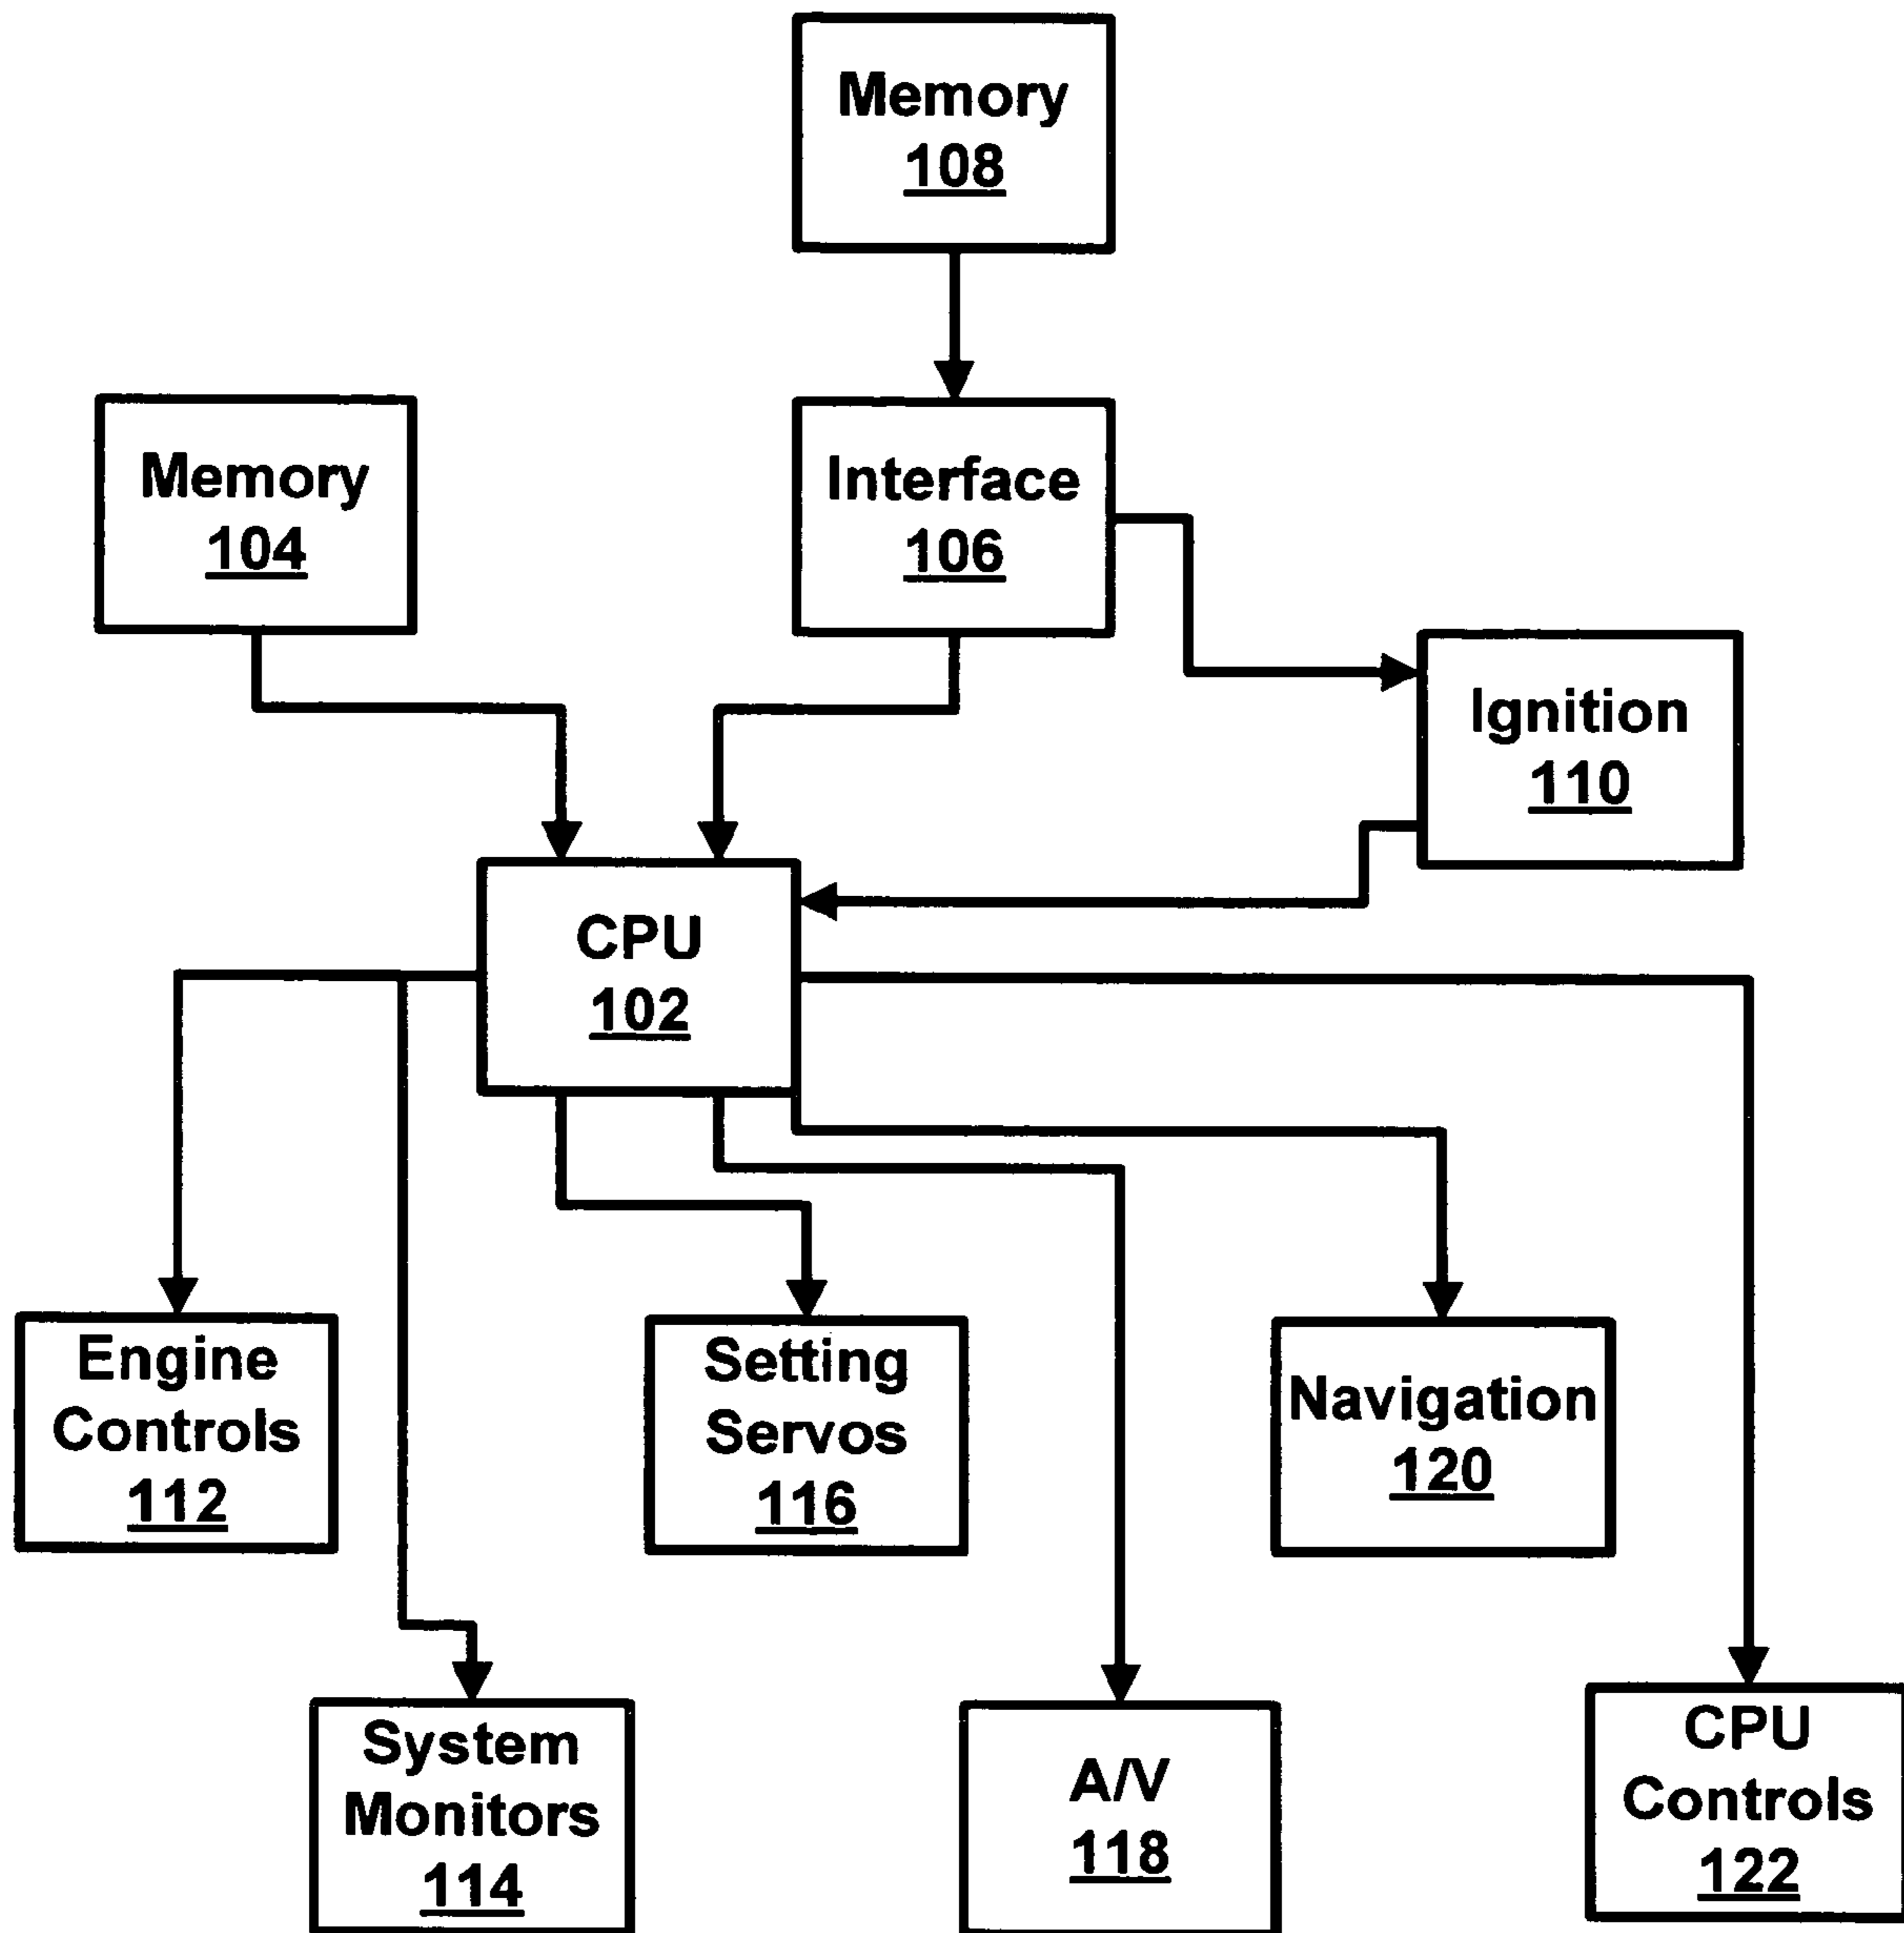 Memory
108
Memory
104
Interface
106
Ignition
110
CPU
102
Engine
Controls
112
Setting
Servos
116
Navigation
120
System
Monitors
114
A/V
118
CPU
Controls
122